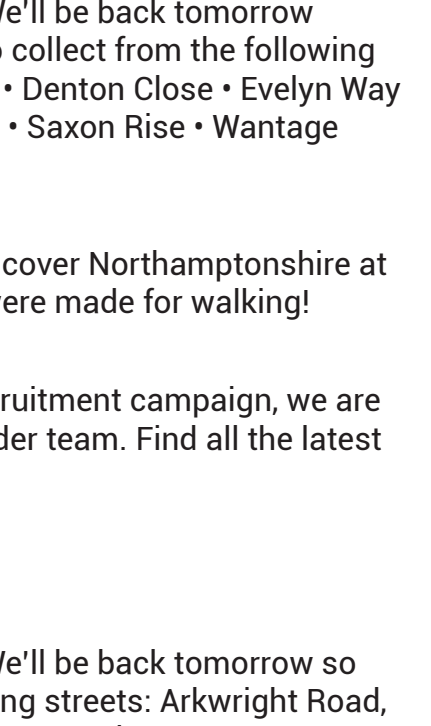 We'll be back tomorrow
collect from the following
• Denton Close • Evelyn Way
• Saxon Rise • Wantage
cover Northamptonshire at
were made for walking!
ruitment campaign, we are
der team. Find all the latest
We'll be back tomorrow so
ng streets: Arkwright Road,